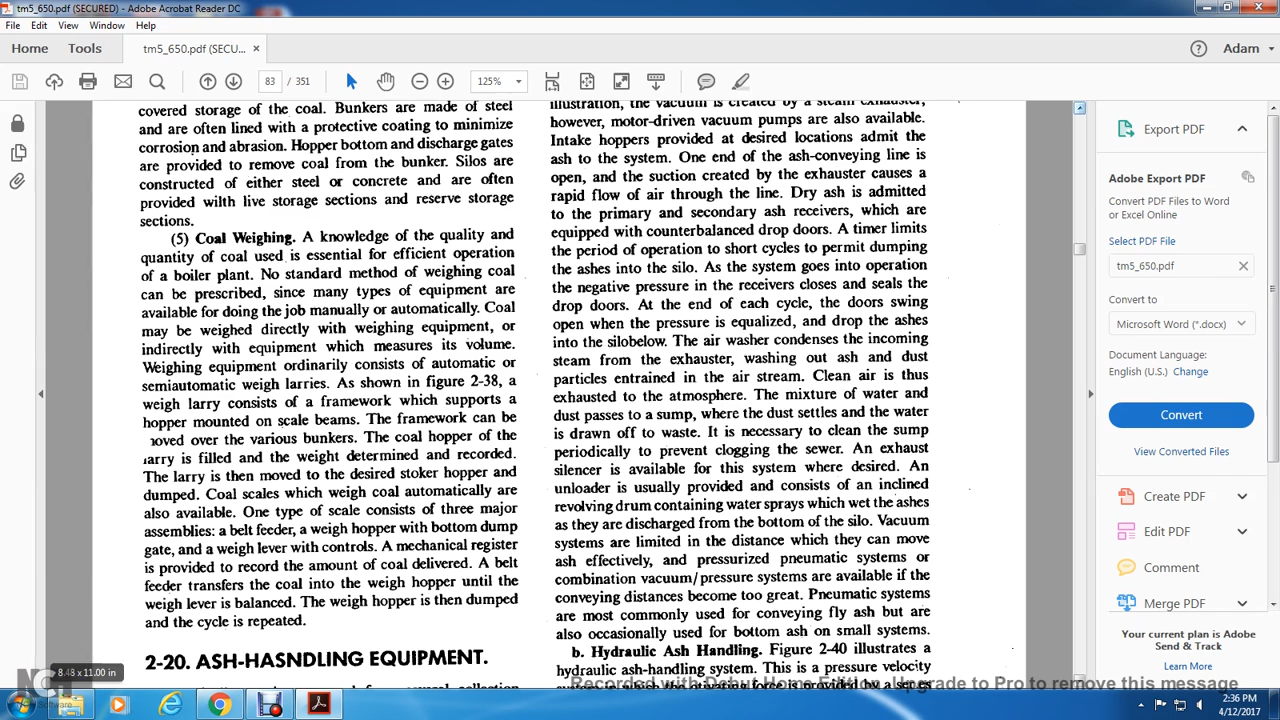 tm5_650.pdf (SECURED) - Adobe Acrobat Reader DC
File Edit View Window Help
Home Tools tm5_650.pdf (SECU... × Adam
83 / 351 125%
covered storage of the coal. Bunkers are made of steel
and are often lined with a protective coating to minimize
corrosion and abrasion. Hopper bottom and discharge gates
are provided to remove coal from the bunker. Silos are
constructed of either steel or concrete and are often
provided wilth live storage sections and reserve storage
sections.
(5) Coal Weighing. A knowledge of the quality and
quantity of coal used is essential for efficient operation
of a boiler plant. No standard method of weighing coal
can be prescribed, since many types of equipment are
available for doing the job manually or automatically. Coal
may be weighed directly with weighing equipment, or
indirectly with equipment which measures its volume.
Weighing equipment ordinarily consists of automatic or
semiautomatic weigh larries. As shown in figure 2-38, a
weigh larry consists of a framework which supports a
hopper mounted on scale beams. The framework can be
noved over the various bunkers. The coal hopper of the
larry is filled and the weight determined and recorded.
The larry is then moved to the desired stoker hopper and
dumped. Coal scales which weigh coal automatically are
also available. One type of scale consists of three major
assemblies: a belt feeder, a weigh hopper with bottom dump
gate, and a weigh lever with controls. A mechanical register
is provided to record the amount of coal delivered. A belt
feeder transfers the coal into the weigh hopper until the
weigh lever is balanced. The weigh hopper is then dumped
and the cycle is repeated.
2-20. ASH-HASNDLING EQUIPMENT.
illustration, the vacuum is created by a steam exhauster,
however, motor-driven vacuum pumps are also available.
Intake hoppers provided at desired locations admit the
ash to the system. One end of the ash-conveying line is
open, and the suction created by the exhauster causes a
rapid flow of air through the line. Dry ash is admitted
to the primary and secondary ash receivers, which are
equipped with counterbalanced drop doors. A timer limits
the period of operation to short cycles to permit dumping
the ashes into the silo. As the system goes into operation
the negative pressure in the receivers closes and seals the
drop doors. At the end of each cycle, the doors swing
open when the pressure is equalized, and drop the ashes
into the silobelow. The air washer condenses the incoming
steam from the exhauster, washing out ash and dust
particles entrained in the air stream. Clean air is thus
exhausted to the atmosphere. The mixture of water and
dust passes to a sump, where the dust settles and the water
is drawn off to waste. It is necessary to clean the sump
periodically to prevent clogging the sewer. An exhaust
silencer is available for this system where desired. An
unloader is usually provided and consists of an inclined
revolving drum containing water sprays which wet the ashes
as they are discharged from the bottom of the silo. Vacuum
systems are limited in the distance which they can move
ash effectively, and pressurized pneumatic systems or
combination vacuum/pressure systems are available if the
conveying distances become too great. Pneumatic systems
are most commonly used for conveying fly ash but are
also occasionally used for bottom ash on small systems.
b. Hydraulic Ash Handling. Figure 2-40 illustrates a
hydraulic ash-handling system. This is a pressure velocity
Export PDF
Adobe Export PDF
Convert PDF Files to Word
or Excel Online
Select PDF File
tm5_650.pdf
Convert to
Microsoft Word (*.docx)
Document Language:
English (U.S.) Change
Convert
View Converted Files
Create PDF
Edit PDF
Comment
Merge PDF
Your current plan is Adobe
Send & Track
Learn More
8.48 x 11.00 in
NCH Software
Recorded with Debut Home Edition. Upgrade to Pro to remove this message
2:36 PM
4/12/2017